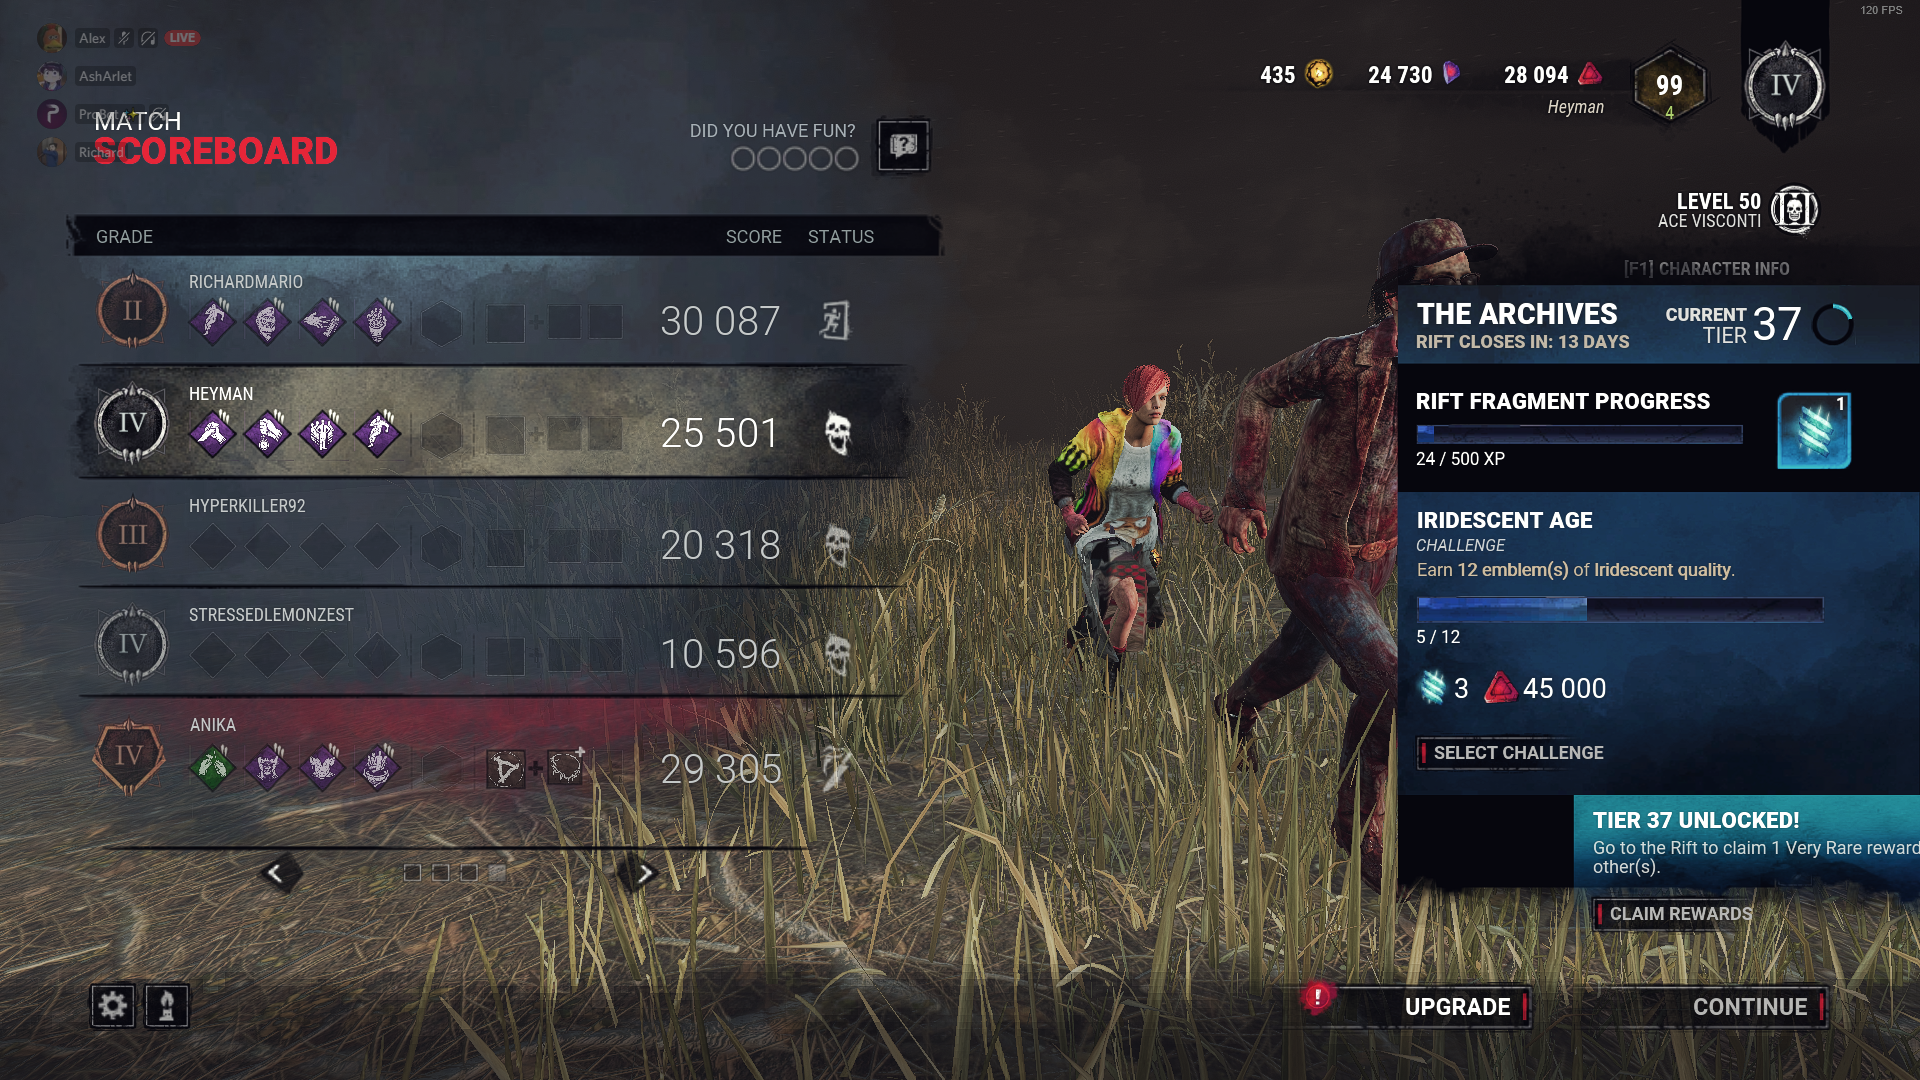 120 FPS
Alex LIVE
AshArlet
Richard
MATCH
SCOREBOARD
DID YOU HAVE FUN?
435 24 730 28 094
Heyman
99
4
IV
LEVEL 50
ACE VISCONTI
[F1] CHARACTER INFO
GRADE SCORE STATUS
II RICHARDMARIO 30 087
IV HEYMAN 25 501
III HYPERKILLER92 20 318
IV STRESSEDLEMONZEST 10 596
IV ANIKA 29 305
THE ARCHIVES
RIFT CLOSES IN: 13 DAYS
CURRENT
TIER 37
RIFT FRAGMENT PROGRESS
1
24 / 500 XP
IRIDESCENT AGE
CHALLENGE
Earn 12 emblem(s) of Iridescent quality.
5 / 12
3 45 000
SELECT CHALLENGE
TIER 37 UNLOCKED!
Go to the Rift to claim 1 Very Rare reward
other(s).
CLAIM REWARDS
UPGRADE
CONTINUE